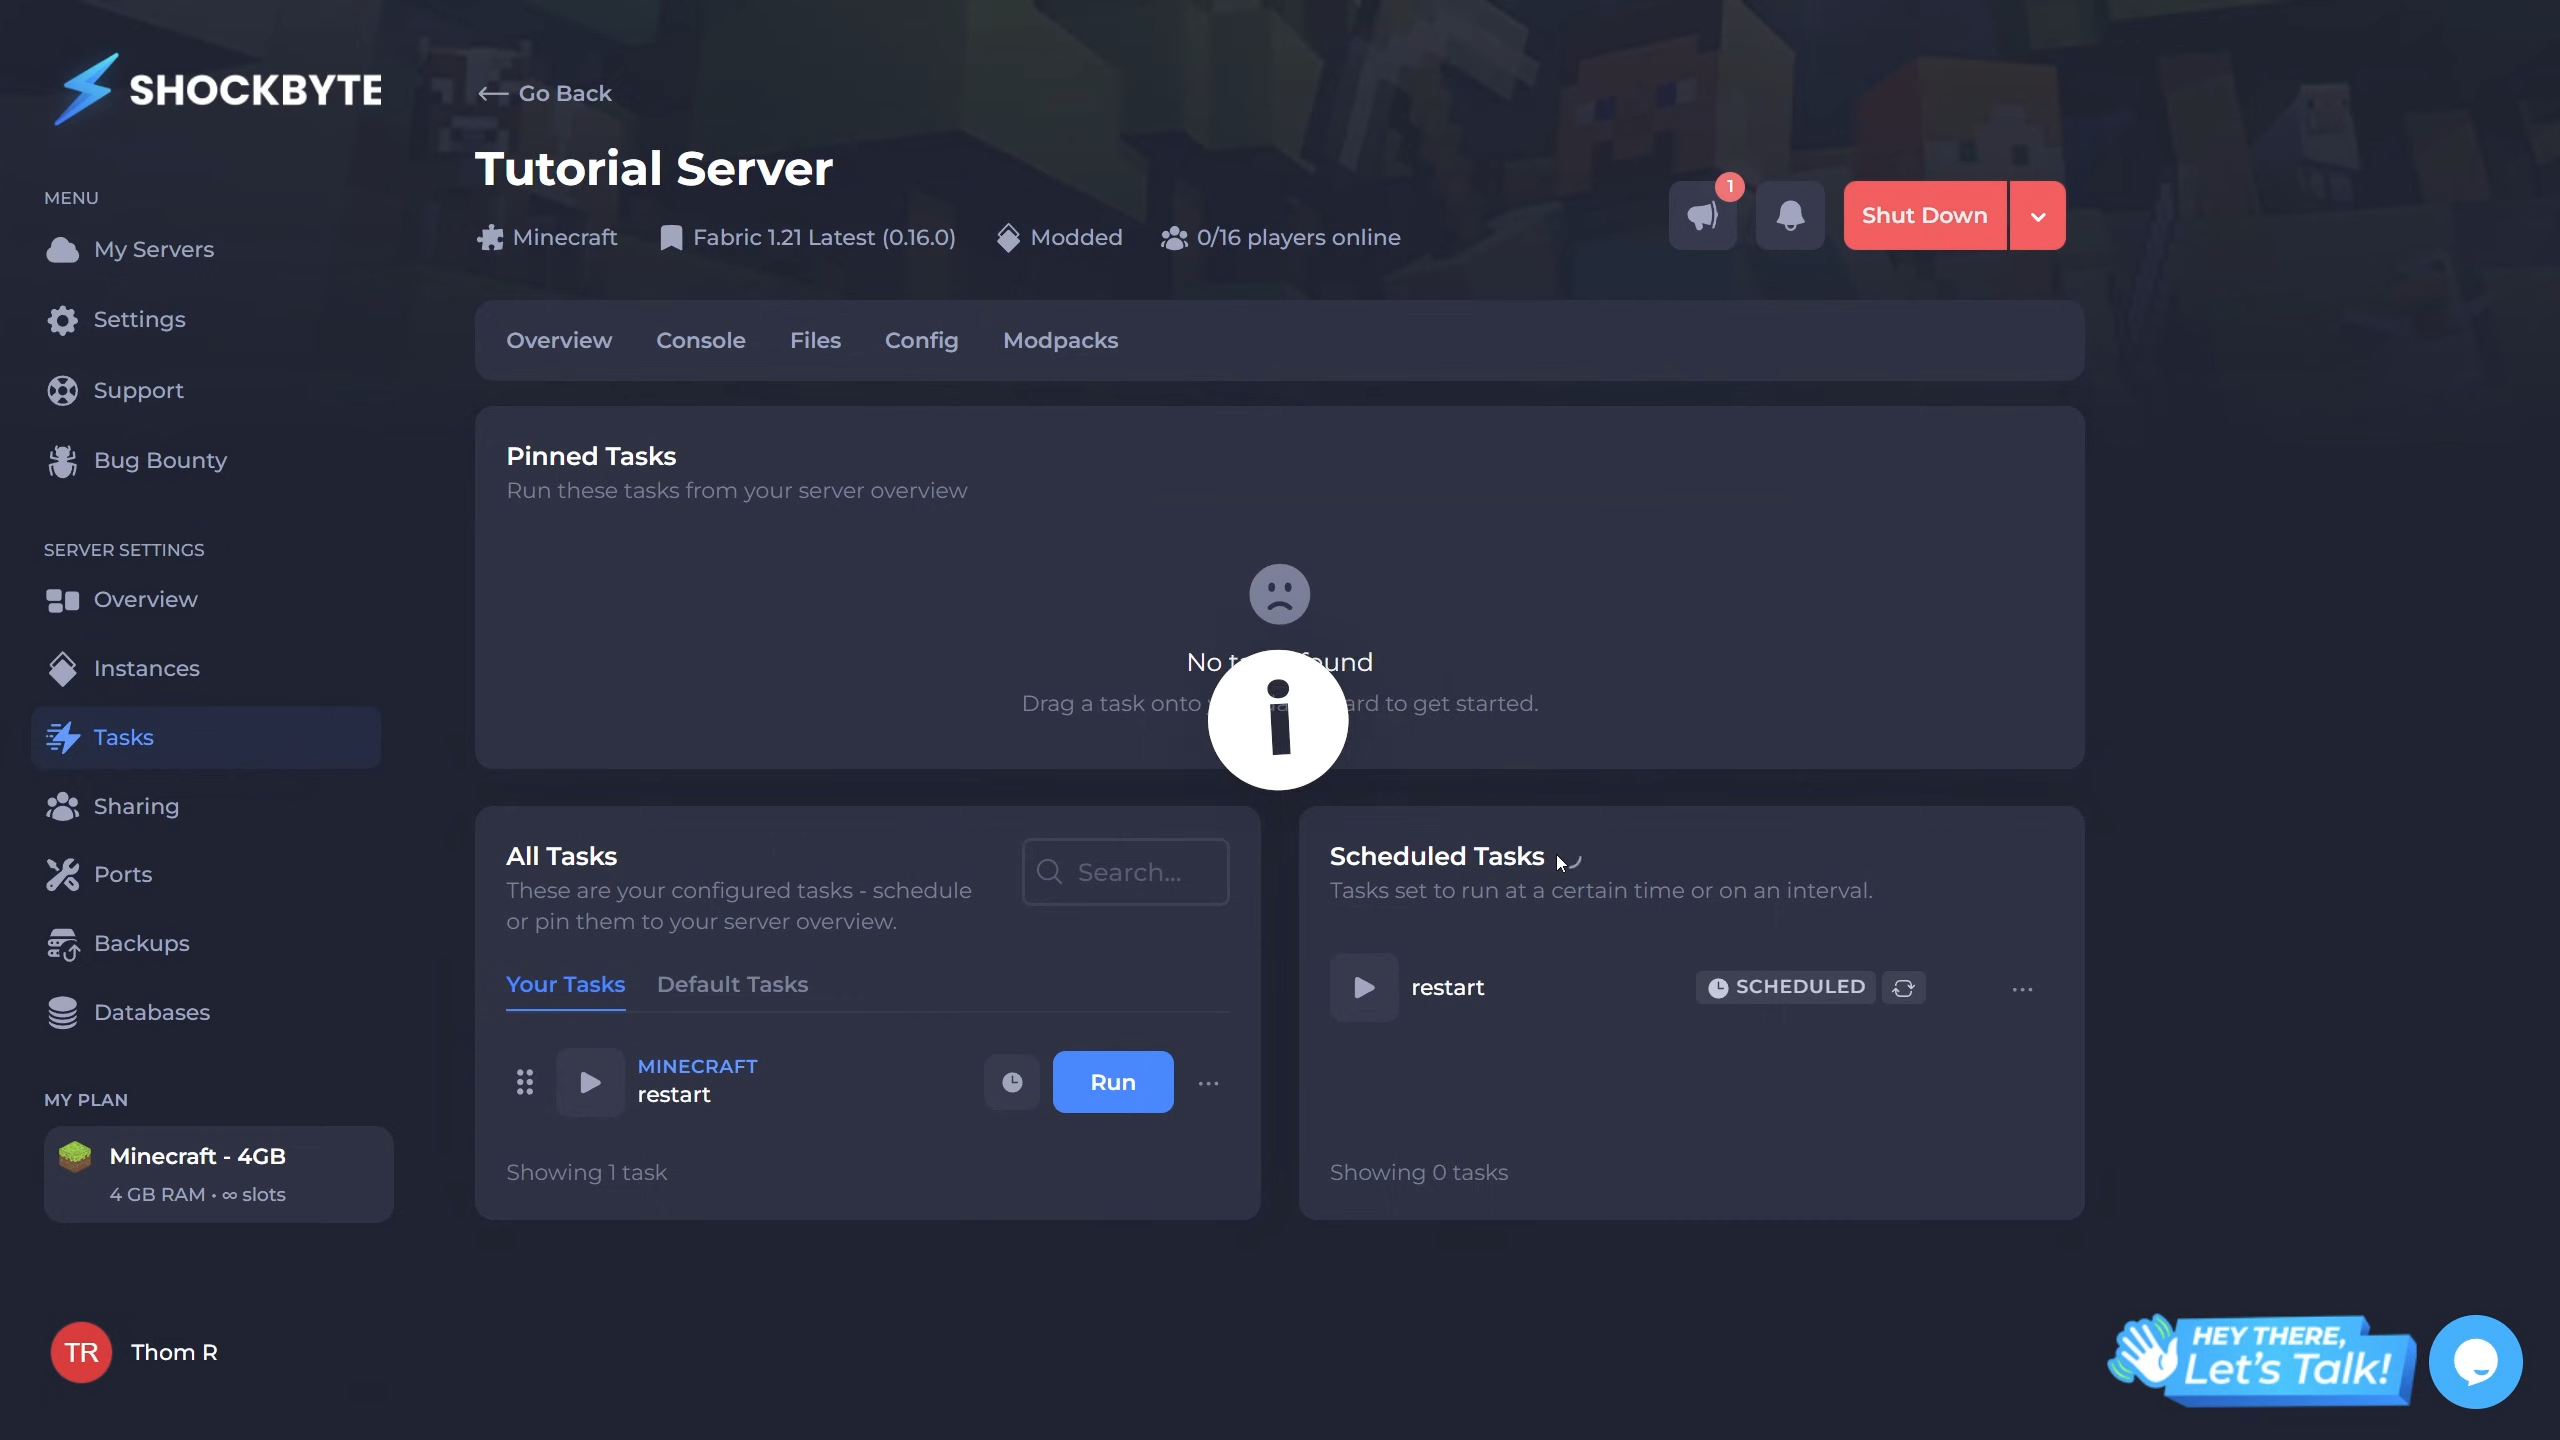 SHOCKBYTE
Go Back
Tutorial Server
Minecraft
Fabric 1.21 Latest (0.16.0)
Modded
0/16 players online
1
Shut Down
MENU
My Servers
Settings
Support
Bug Bounty
SERVER SETTINGS
Overview
Instances
Tasks
Sharing
Ports
Backups
Databases
MY PLAN
Minecraft - 4GB
4 GB RAM • ∞ slots
TR
Thom R
Overview
Console
Files
Config
Modpacks
Pinned Tasks
Run these tasks from your server overview
No
Drag a task onto
to get started.
i
All Tasks
These are your configured tasks - schedule
or pin them to your server overview.
Search...
Your Tasks
Default Tasks
MINECRAFT
restart
Run
Showing 1 task
Scheduled Tasks
Tasks set to run at a certain time or on an interval.
restart
SCHEDULED
Showing 0 tasks
HEY THERE,
Let's Talk!